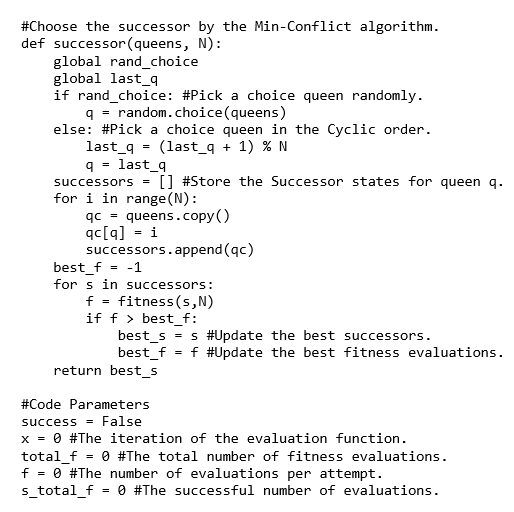 #Choose the successor by the Min-Conflict algorithm.
def successor(queens, N):
    global rand_choice
    global last_q
    if rand_choice: #Pick a choice queen randomly.
        q = random.choice(queens)
    else: #Pick a choice queen in the Cyclic order.
        last_q = (last_q + 1) % N
        q = last_q
    successors = [] #Store the Successor states for queen q.
    for i in range(N):
        qc = queens.copy()
        qc[q] = i
        successors.append(qc)
    best_f = -1
    for s in successors:
        f = fitness(s,N)
        if f > best_f:
            best_s = s #Update the best successors.
            best_f = f #Update the best fitness evaluations.
    return best_s

#Code Parameters
success = False
x = 0 #The iteration of the evaluation function.
total_f = 0 #The total number of fitness evaluations.
f = 0 #The number of evaluations per attempt.
s_total_f = 0 #The successful number of evaluations.